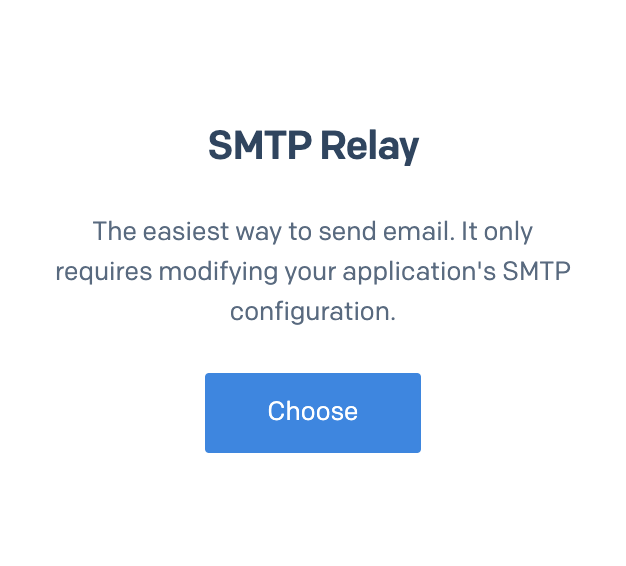 SMTP Relay
The easiest way to send email. It only
requires modifying your application's SMTP
configuration.
Choose